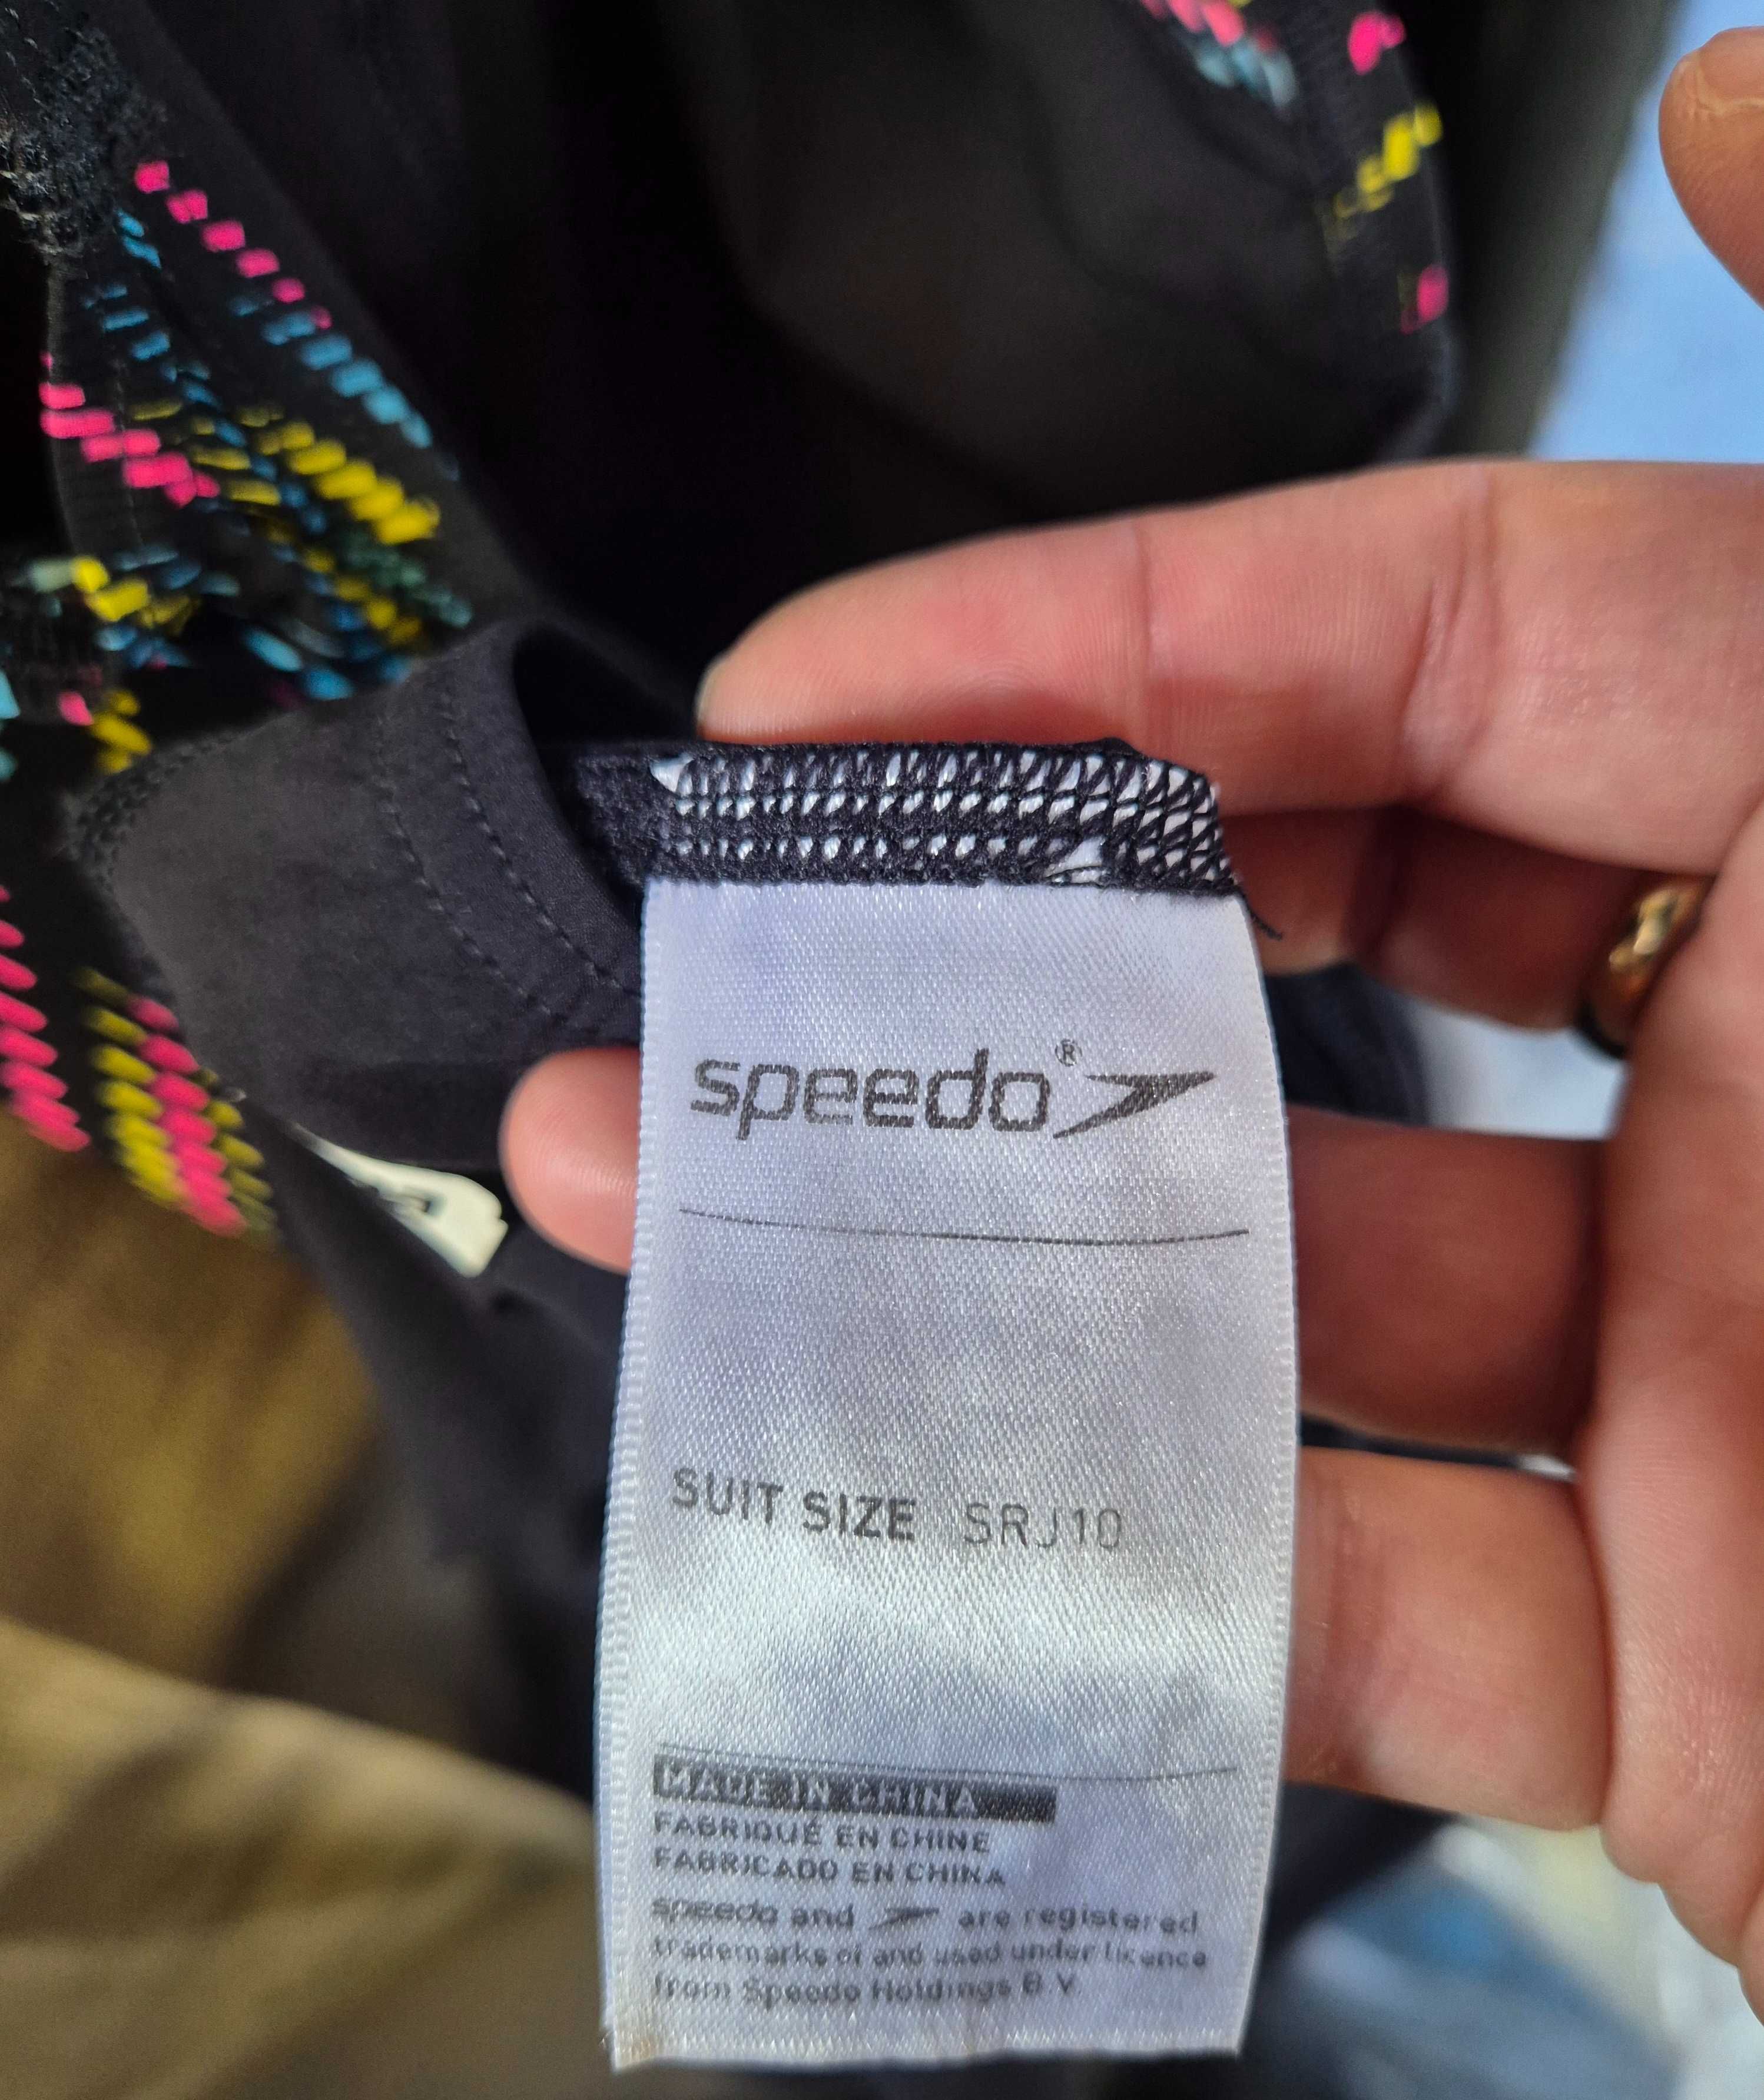 speedo®
SUIT SIZE SRJ10
MADE IN CHINA
FABRIQUÉ EN CHINE
FABRICADO EN CHINA
speedo and are registered
trademarks of and used under licence
from Speedo Holdings B.V.